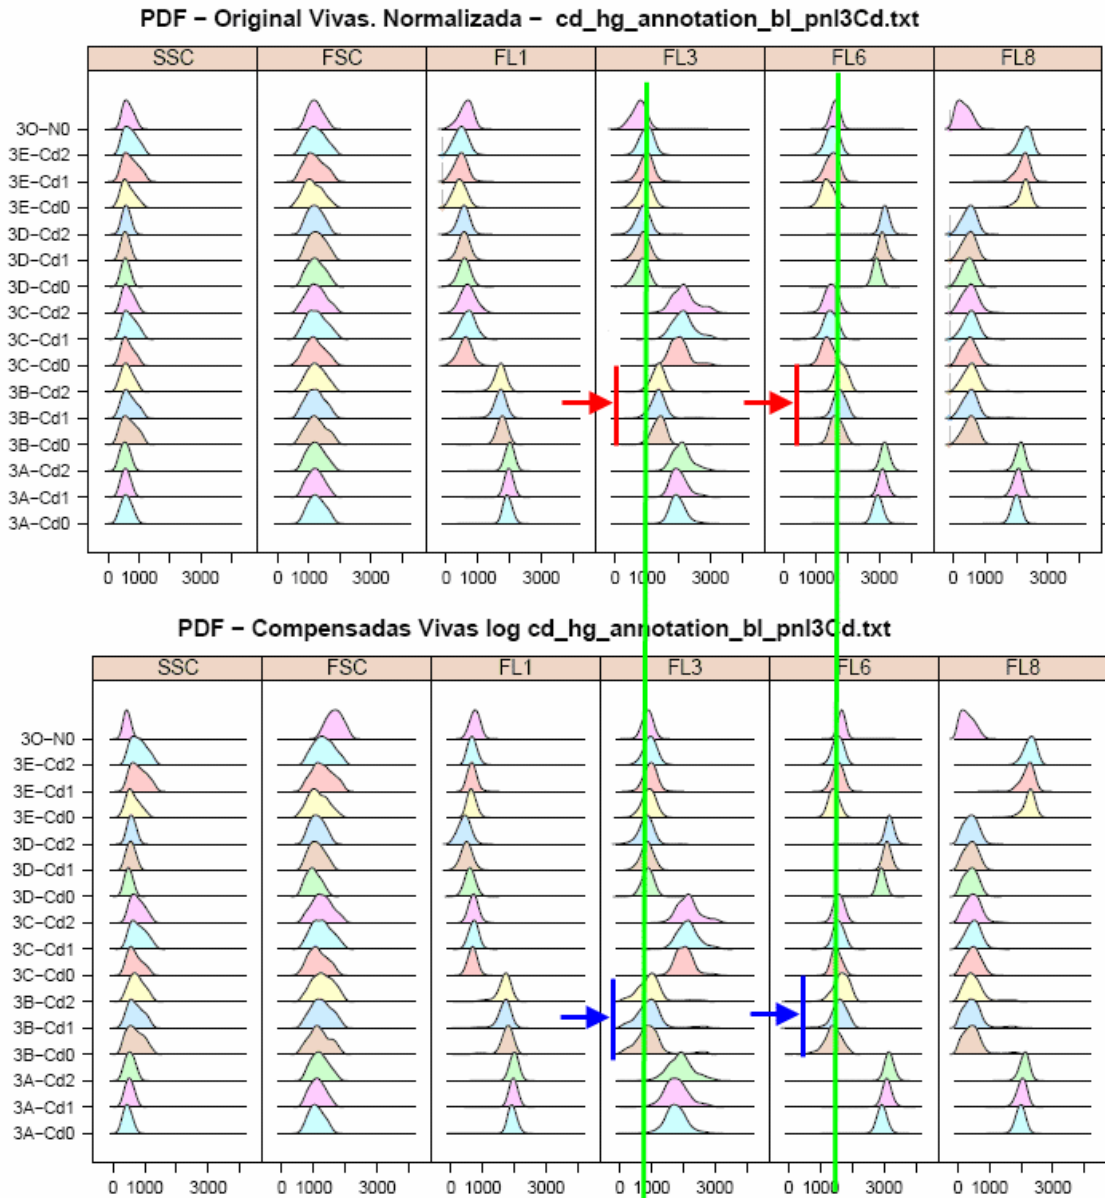 PDF – Original Vivas. Normalizada – cd_hg_annotation_bl_pnl3Cd.txt
SSC FSC FL1 FL3 FL6 FL8
3O–N0
3E–Cd2
3E–Cd1
3E–Cd0
3D–Cd2
3D–Cd1
3D–Cd0
3C–Cd2
3C–Cd1
3C–Cd0
3B–Cd2
3B–Cd1
3B–Cd0
3A–Cd2
3A–Cd1
3A–Cd0
0 1000 3000 0 1000 3000 0 1000 3000 0 1000 3000 0 1000 3000 0 1000 3000
PDF – Compensadas Vivas log cd_hg_annotation_bl_pnl3Cd.txt
SSC FSC FL1 FL3 FL6 FL8
3O–N0
3E–Cd2
3E–Cd1
3E–Cd0
3D–Cd2
3D–Cd1
3D–Cd0
3C–Cd2
3C–Cd1
3C–Cd0
3B–Cd2
3B–Cd1
3B–Cd0
3A–Cd2
3A–Cd1
3A–Cd0
0 1000 3000 0 1000 3000 0 1000 3000 0 1000 3000 0 1000 3000 0 1000 3000